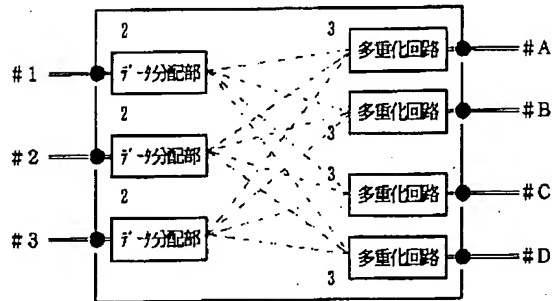 2 3
多重化回路 #A
#1 データ分配部
2
多重化回路 #B
3
#2 データ分配部
3
2
多重化回路 #C
#3 データ分配部
多重化回路 #D
3